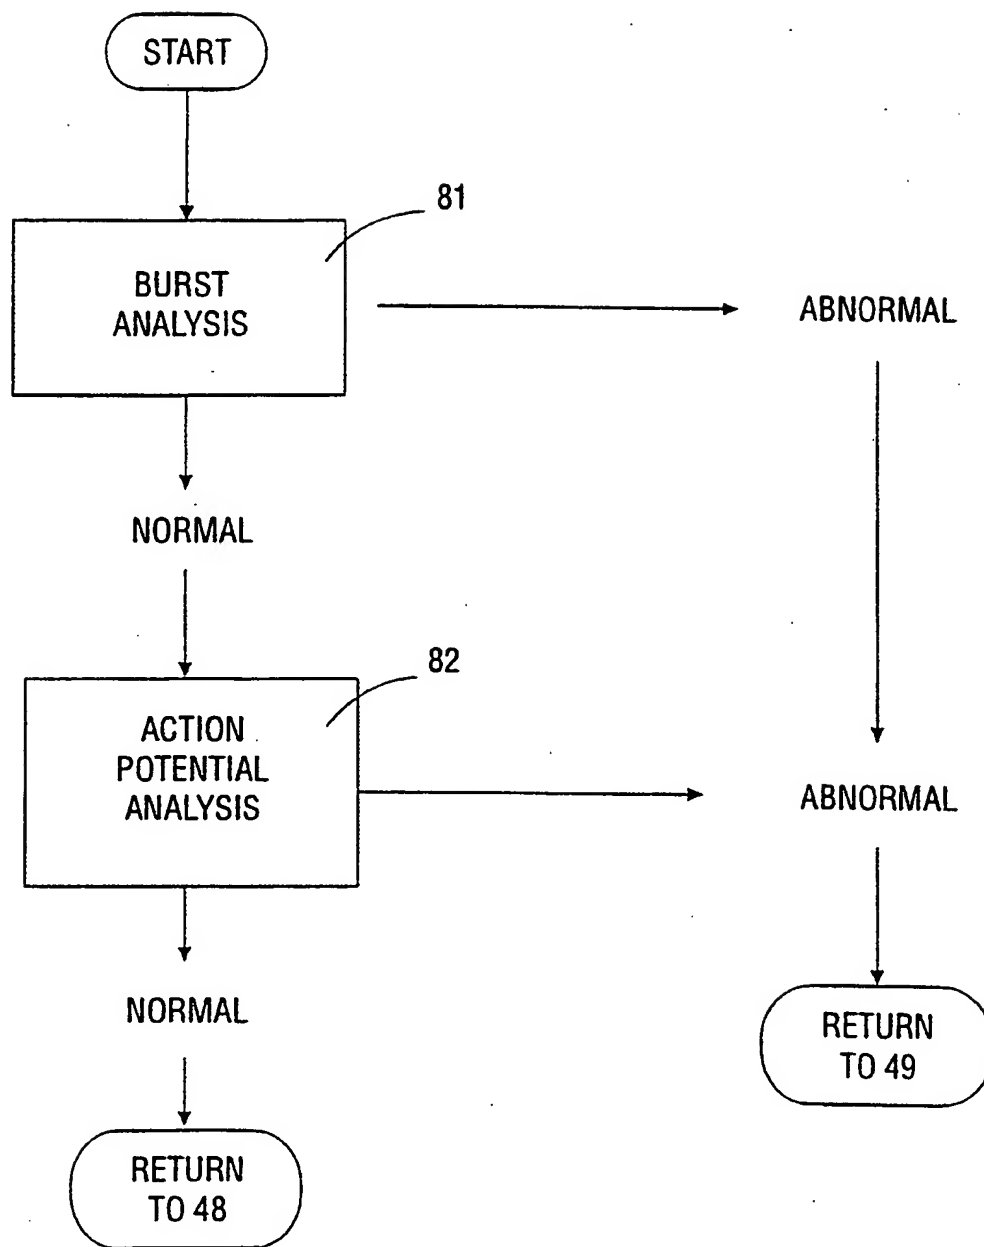 START
81
BURST
ANALYSIS
ABNORMAL
NORMAL
82
ACTION
POTENTIAL
ANALYSIS
ABNORMAL
NORMAL
RETURN
TO 49
RETURN
TO 48